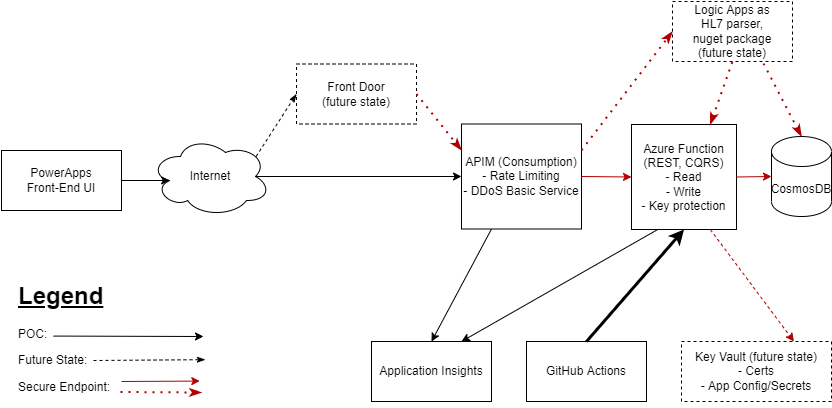 Logic Apps as
HL7 parser,
nuget package
(future state)
Front Door
(future state)
PowerApps
Front-End UI
Internet
APIM (Consumption)
- Rate Limiting
- DDoS Basic Service
Azure Function
(REST, CQRS)
- Read
- Write
- Key protection
CosmosDB
Legend
POC:
Future State:
Secure Endpoint:
Application Insights
GitHub Actions
Key Vault (future state)
- Certs
- App Config/Secrets